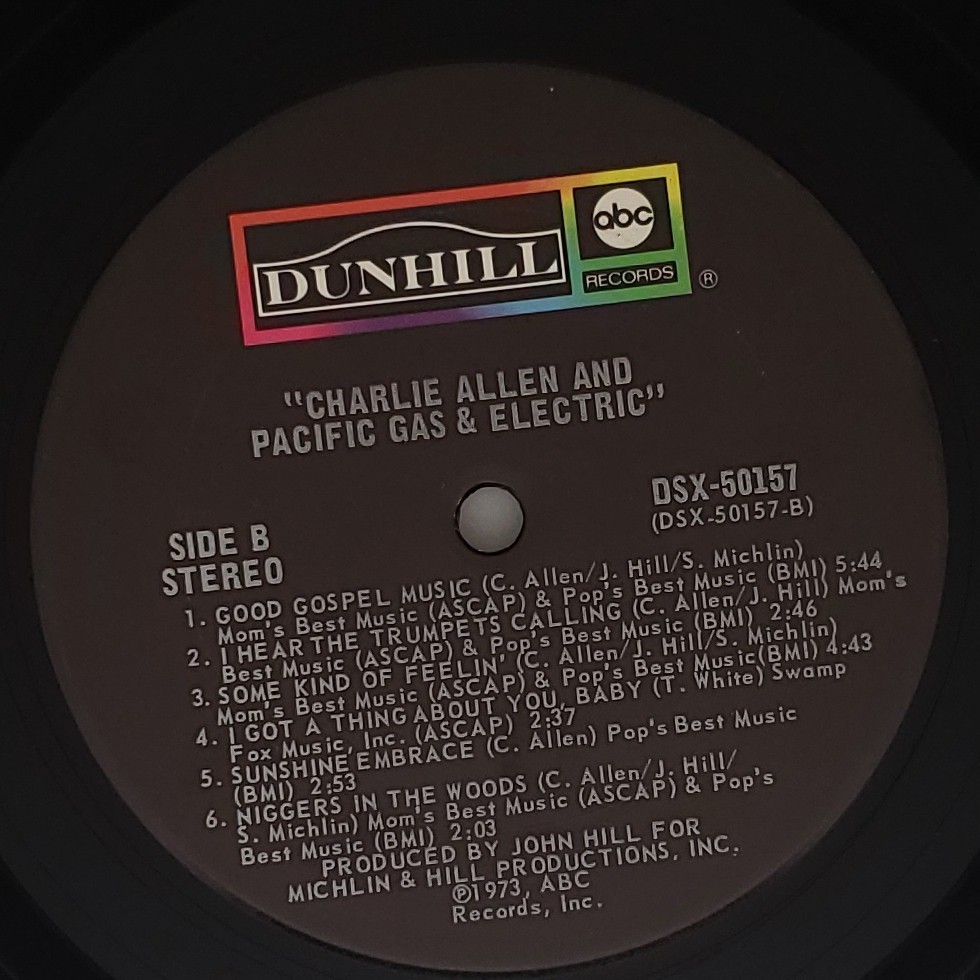 DUNHILL
abc
RECORDS ®
"CHARLIE ALLEN AND
PACIFIC GAS & ELECTRIC"
DSX-50157
(DSX-50157-B)
SIDE B
STEREO
1. GOOD GOSPEL MUSIC (C. Allen/J. Hill/S. Michlin)
Mom's Best Music (ASCAP) & Pop's Best Music (BMI) 5:44
2. I HEAR THE TRUMPETS CALLING (C. Allen/J. Hill) Mom's
Best Music (ASCAP) & Pop's Best Music (BMI) 2:46
3. SOME KIND OF FEELIN' (C. Allen/J. Hill/S. Michlin)
Mom's Best Music (ASCAP) & Pop's Best Music(BMI) 4:43
4. I GOT A THING ABOUT YOU, BABY (T. White) Swamp
Fox Music, Inc. (ASCAP) 2:37
5. SUNSHINE EMBRACE (C. Allen) Pop's Best Music
(BMI) 2:53
6. NIGGERS IN THE WOODS (C. Allen/J. Hill/
S. Michlin) Mom's Best Music (ASCAP) & Pop's
Best Music (BMI) 2:03
PRODUCED BY JOHN HILL FOR
MICHLIN & HILL PRODUCTIONS, INC.
℗1973, ABC
Records, Inc.